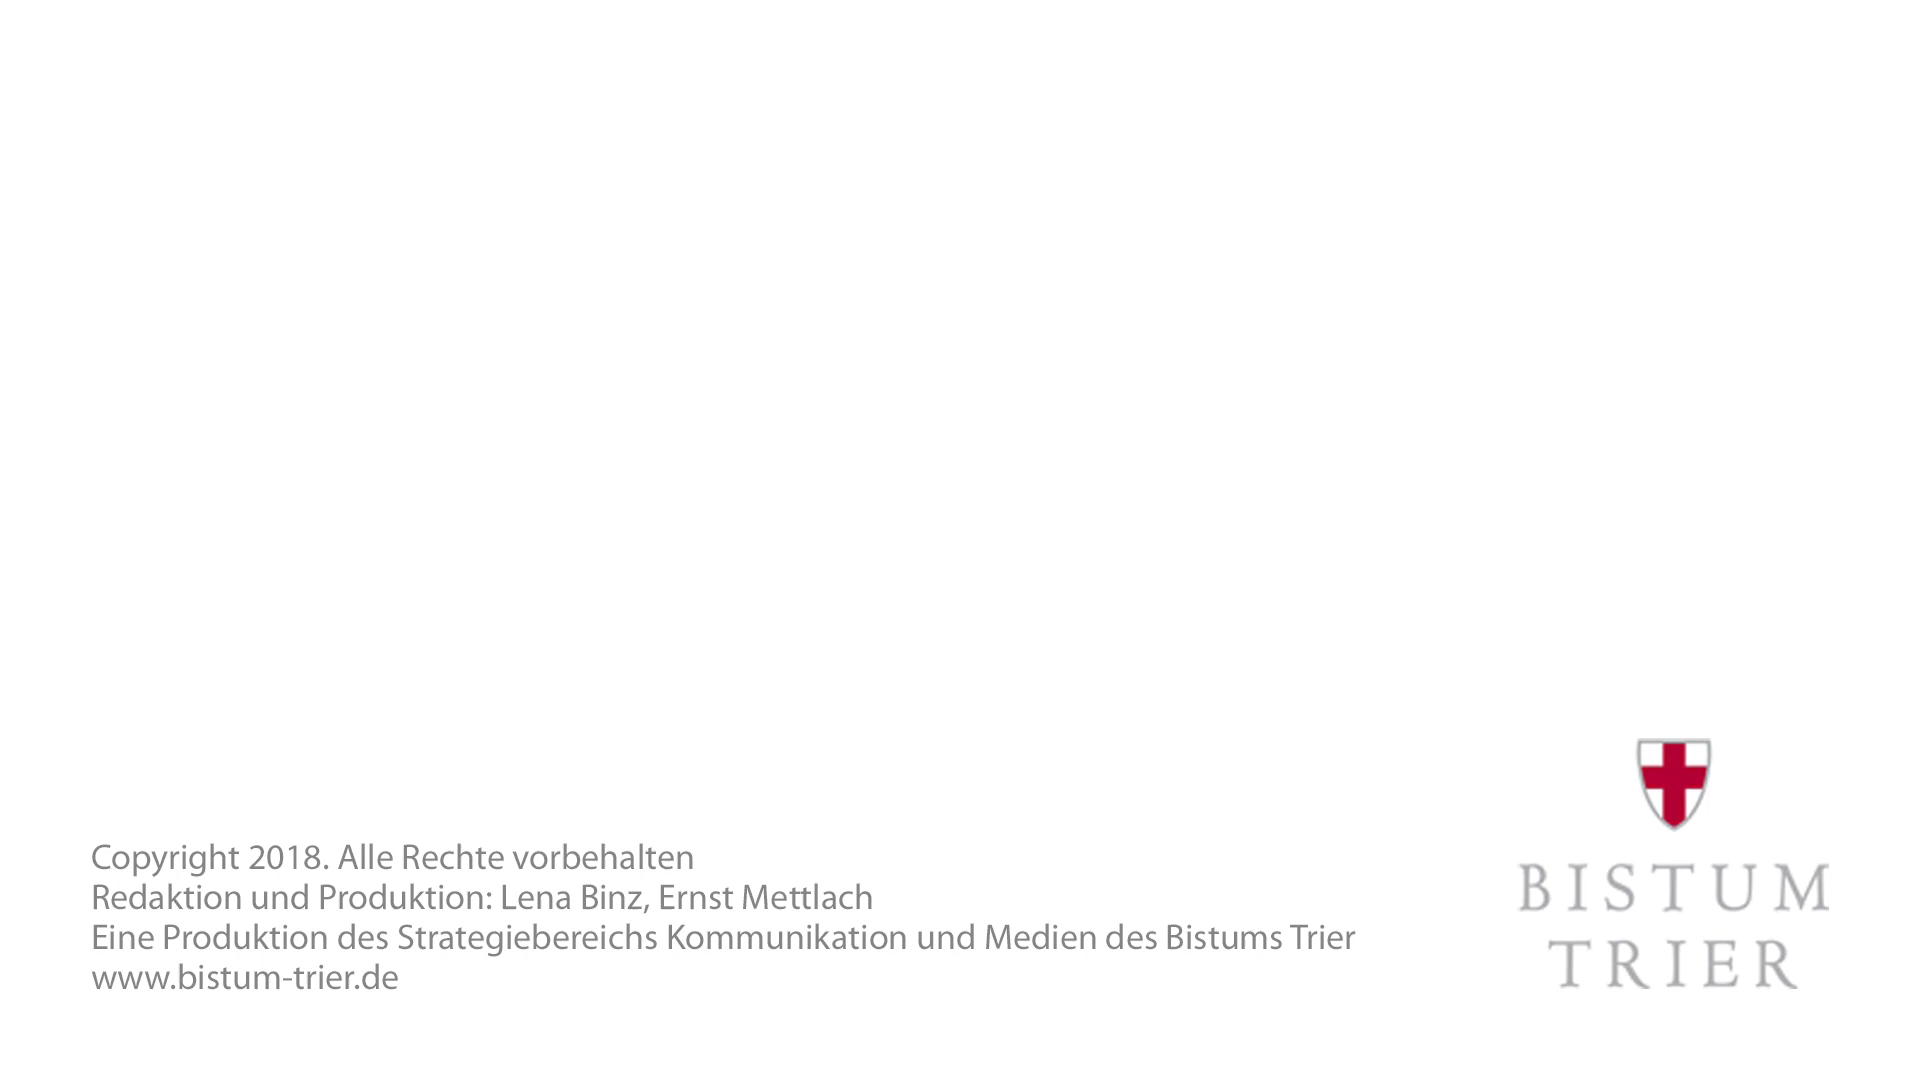 Copyright 2018. Alle Rechte vorbehalten
Redaktion und Produktion: Lena Binz, Ernst Mettlach
Eine Produktion des Strategiebereichs Kommunikation und Medien des Bistums Trier
www.bistum-trier.de
BISTUM
TRIER